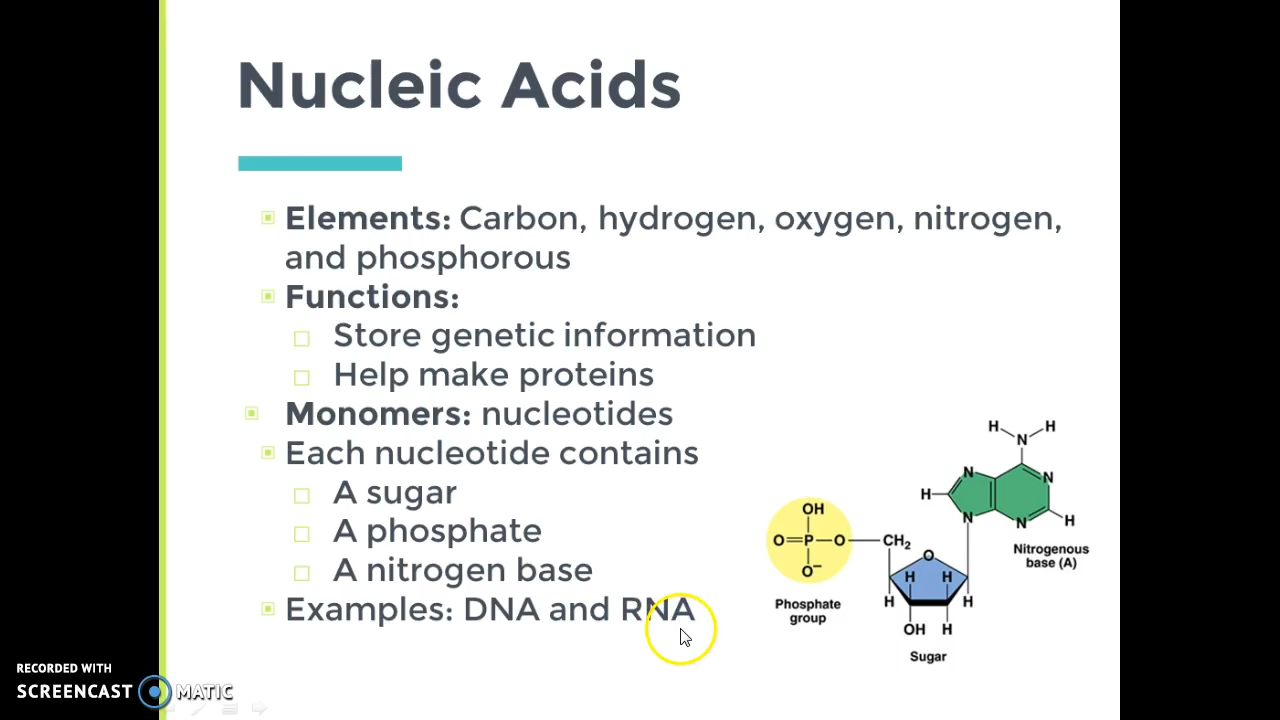 Nucleic Acids
Elements: Carbon, hydrogen, oxygen, nitrogen,
and phosphorous
Functions:
Store genetic information
Help make proteins
Monomers: nucleotides
Each nucleotide contains
A sugar
A phosphate
A nitrogen base
Examples: DNA and RNA
H H
N
N N
H
N N H
OH
O=P—O—CH₂
O⁻
O
H H
H H
OH H
Nitrogenous
base (A)
Phosphate
group
Sugar
RECORDED WITH
SCREENCAST MATIC